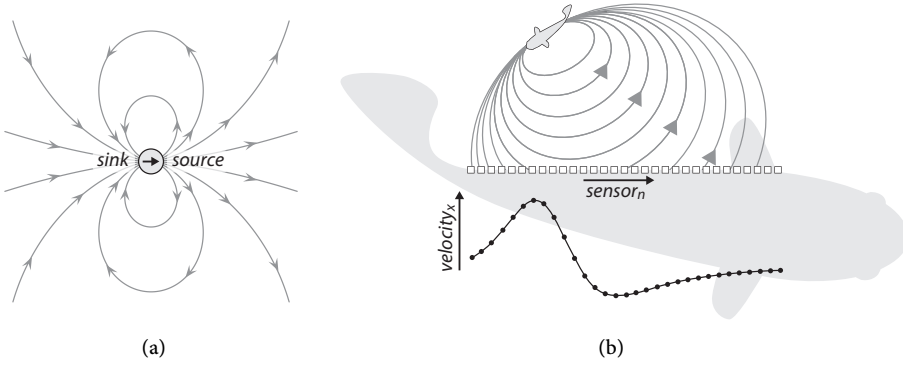 sink
source
sensorₙ
velocityₓ
(a)
(b)